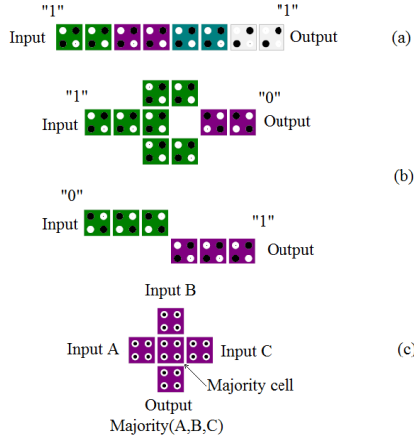 "1" "1"
Input Output (a)
"1" "0"
Input Output
(b)
"0" "1"
Input Output
Input B
(c)
Input A Input C
Majority cell
Output
Majority(A,B,C)